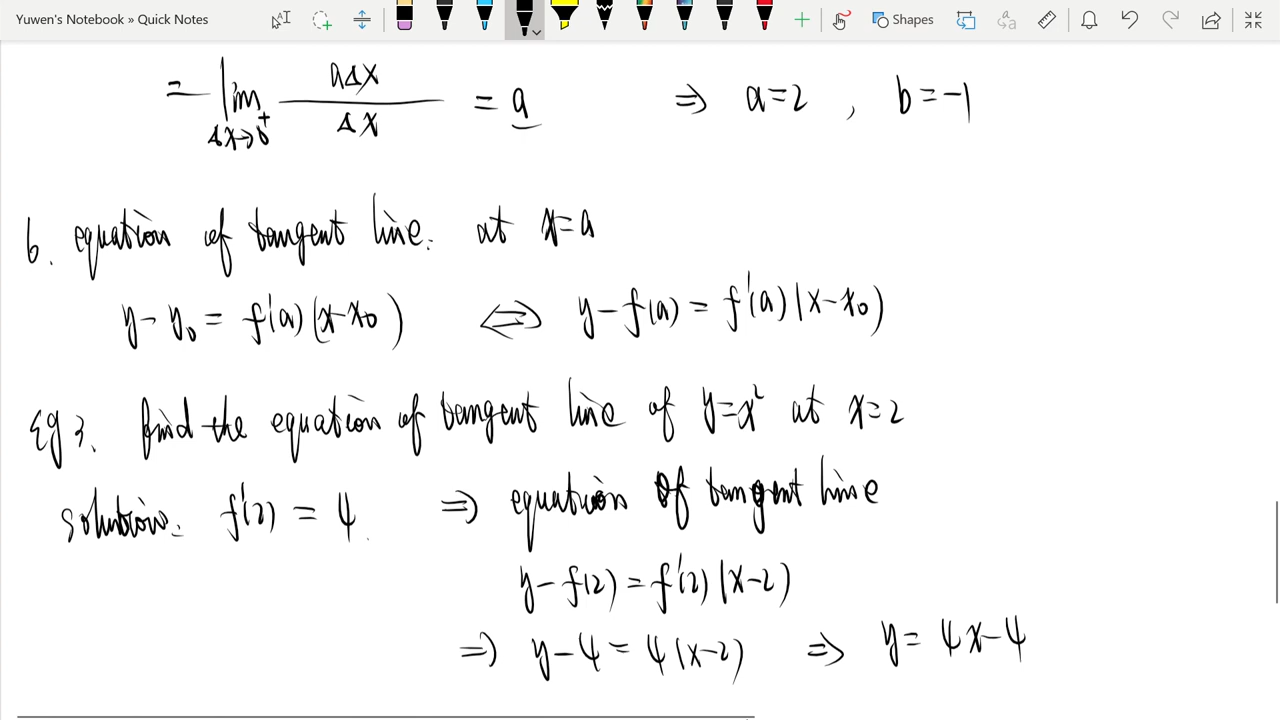 Yuwen's Notebook » Quick Notes Shapes
= lim Δx→0⁺ aΔx / Δx = a ⇒ a=2 , b=-1
6. equation of tangent line. at x=a
y-y₀ = f'(a)(x-x₀) ⇔ y-f(a) = f'(a)(x-x₀)
Eg 3. find the equation of tangent line of y=x² at x=2
solution: f'(2) = 4 ⇒ equation of tangent line
y-f(2) = f'(2)(x-2)
⇒ y-4 = 4(x-2) ⇒ y= 4x-4